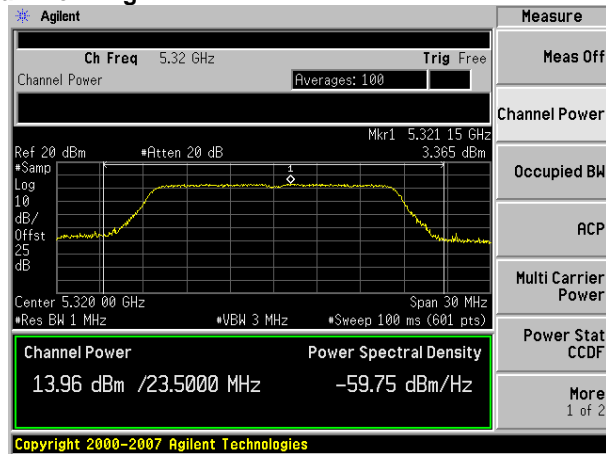 Agilent
Measure
Ch Freq 5.32 GHz Trig Free
Channel Power Averages: 100
Mkr1 5.321 15 GHz
Ref 20 dBm #Atten 20 dB 3.365 dBm
#Samp
Log
10
dB/
Offst
25
dB
1
Center 5.320 00 GHz Span 30 MHz
#Res BW 1 MHz #VBW 3 MHz #Sweep 100 ms (601 pts)
Channel Power Power Spectral Density
13.96 dBm /23.5000 MHz -59.75 dBm/Hz
Copyright 2000-2007 Agilent Technologies
Meas Off
Channel Power
Occupied BW
ACP
Multi Carrier
Power
Power Stat
CCDF
More
1 of 2